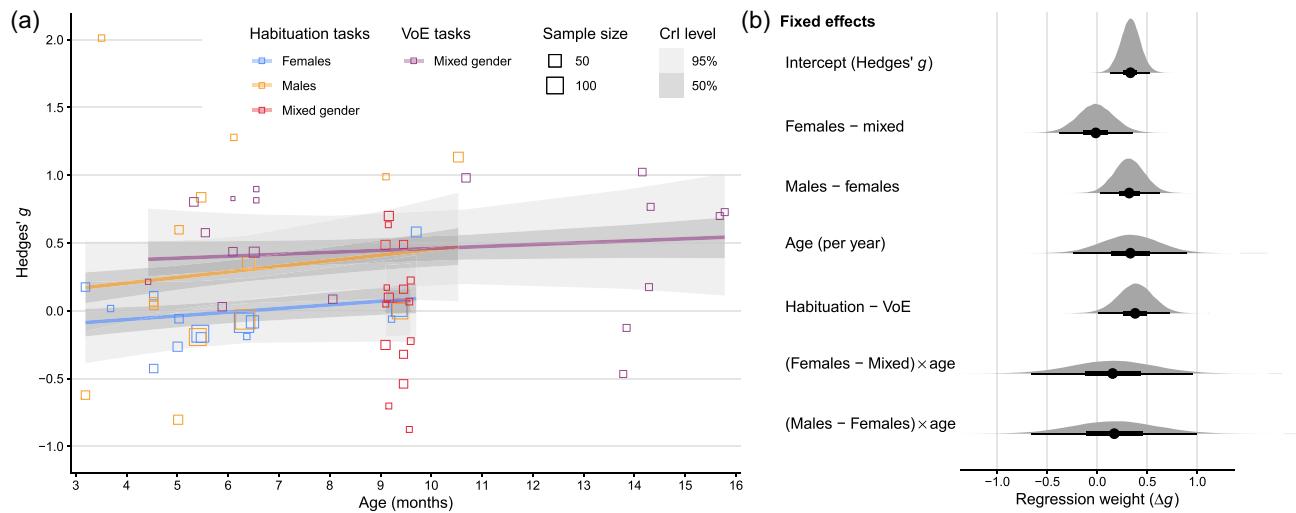 (a)
Habituation tasks
Females
Males
Mixed gender
VoE tasks
Mixed gender
Sample size
50
100
CrI level
95%
50%
Hedges' g
2.0
1.5
1.0
0.5
0.0
−0.5
−1.0
3 4 5 6 7 8 9 10 11 12 13 14 15 16
Age (months)
(b)
Fixed effects
Intercept (Hedges' g)
Females − mixed
Males − females
Age (per year)
Habituation − VoE
(Females − Mixed) × age
(Males − Females) × age
−1.0 −0.5 0.0 0.5 1.0
Regression weight (Δg)